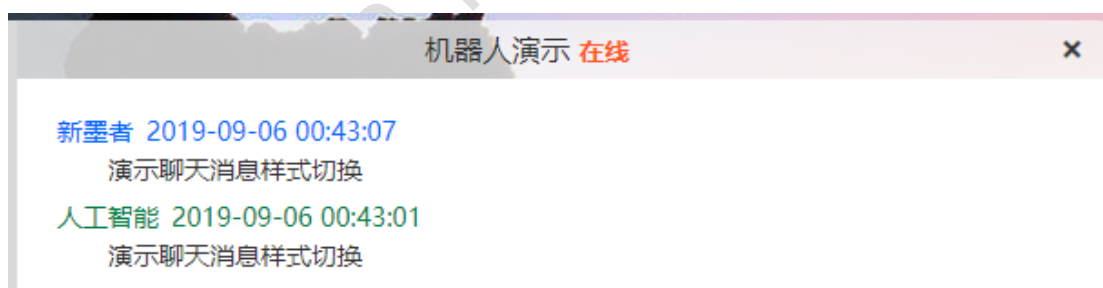 机器人演示 在线 ×
新墨者 2019-09-06 00:43:07
演示聊天消息样式切换
人工智能 2019-09-06 00:43:01
演示聊天消息样式切换